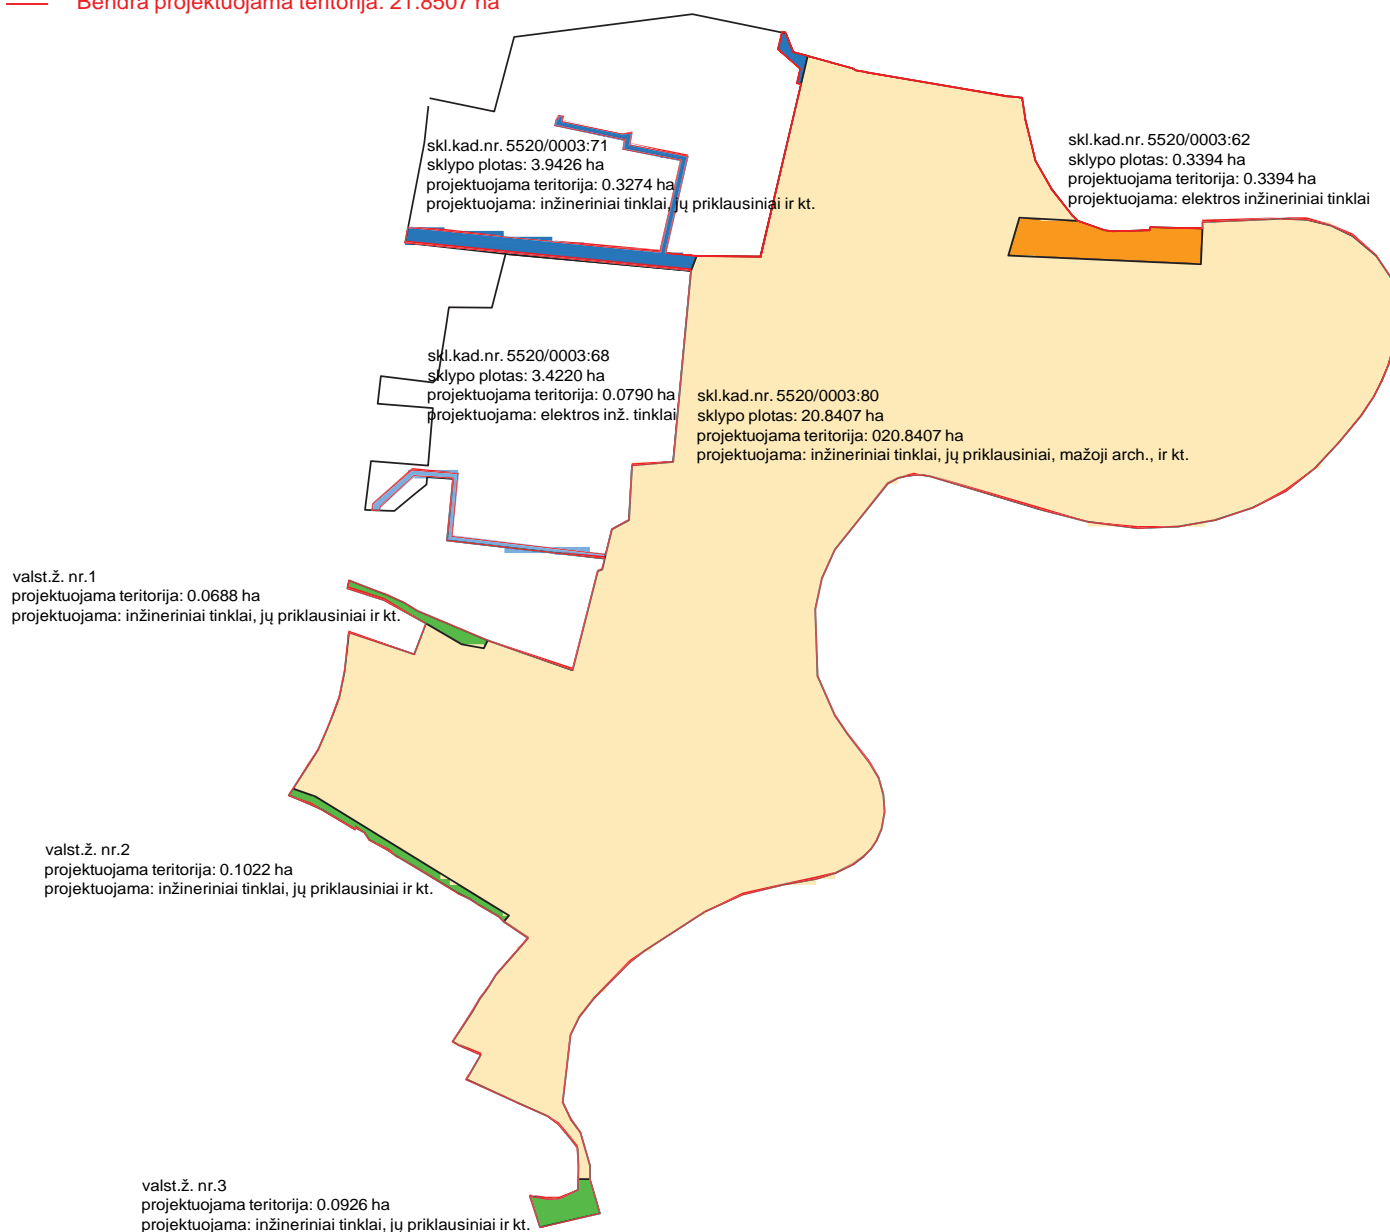 Bendra projektuojama teritorija: 21.8507 ha
skl.kad.nr. 5520/0003:71
sklypo plotas: 3.9426 ha
projektuojama teritorija: 0.3274 ha
projektuojama: inžineriniai tinklai, jų priklausiniai ir kt.
skl.kad.nr. 5520/0003:62
sklypo plotas: 0.3394 ha
projektuojama teritorija: 0.3394 ha
projektuojama: elektros inžineriniai tinklai
skl.kad.nr. 5520/0003:68
sklypo plotas: 3.4220 ha
projektuojama teritorija: 0.0790 ha
projektuojama: elektros inž. tinklai
skl.kad.nr. 5520/0003:80
sklypo plotas: 20.8407 ha
projektuojama teritorija: 020.8407 ha
projektuojama: inžineriniai tinklai, jų priklausiniai, mažoji arch., ir kt.
valst.ž. nr.1
projektuojama teritorija: 0.0688 ha
projektuojama: inžineriniai tinklai, jų priklausiniai ir kt.
valst.ž. nr.2
projektuojama teritorija: 0.1022 ha
projektuojama: inžineriniai tinklai, jų priklausiniai ir kt.
valst.ž. nr.3
projektuojama teritorija: 0.0926 ha
projektuojama: inžineriniai tinklai, jų priklausiniai ir kt.